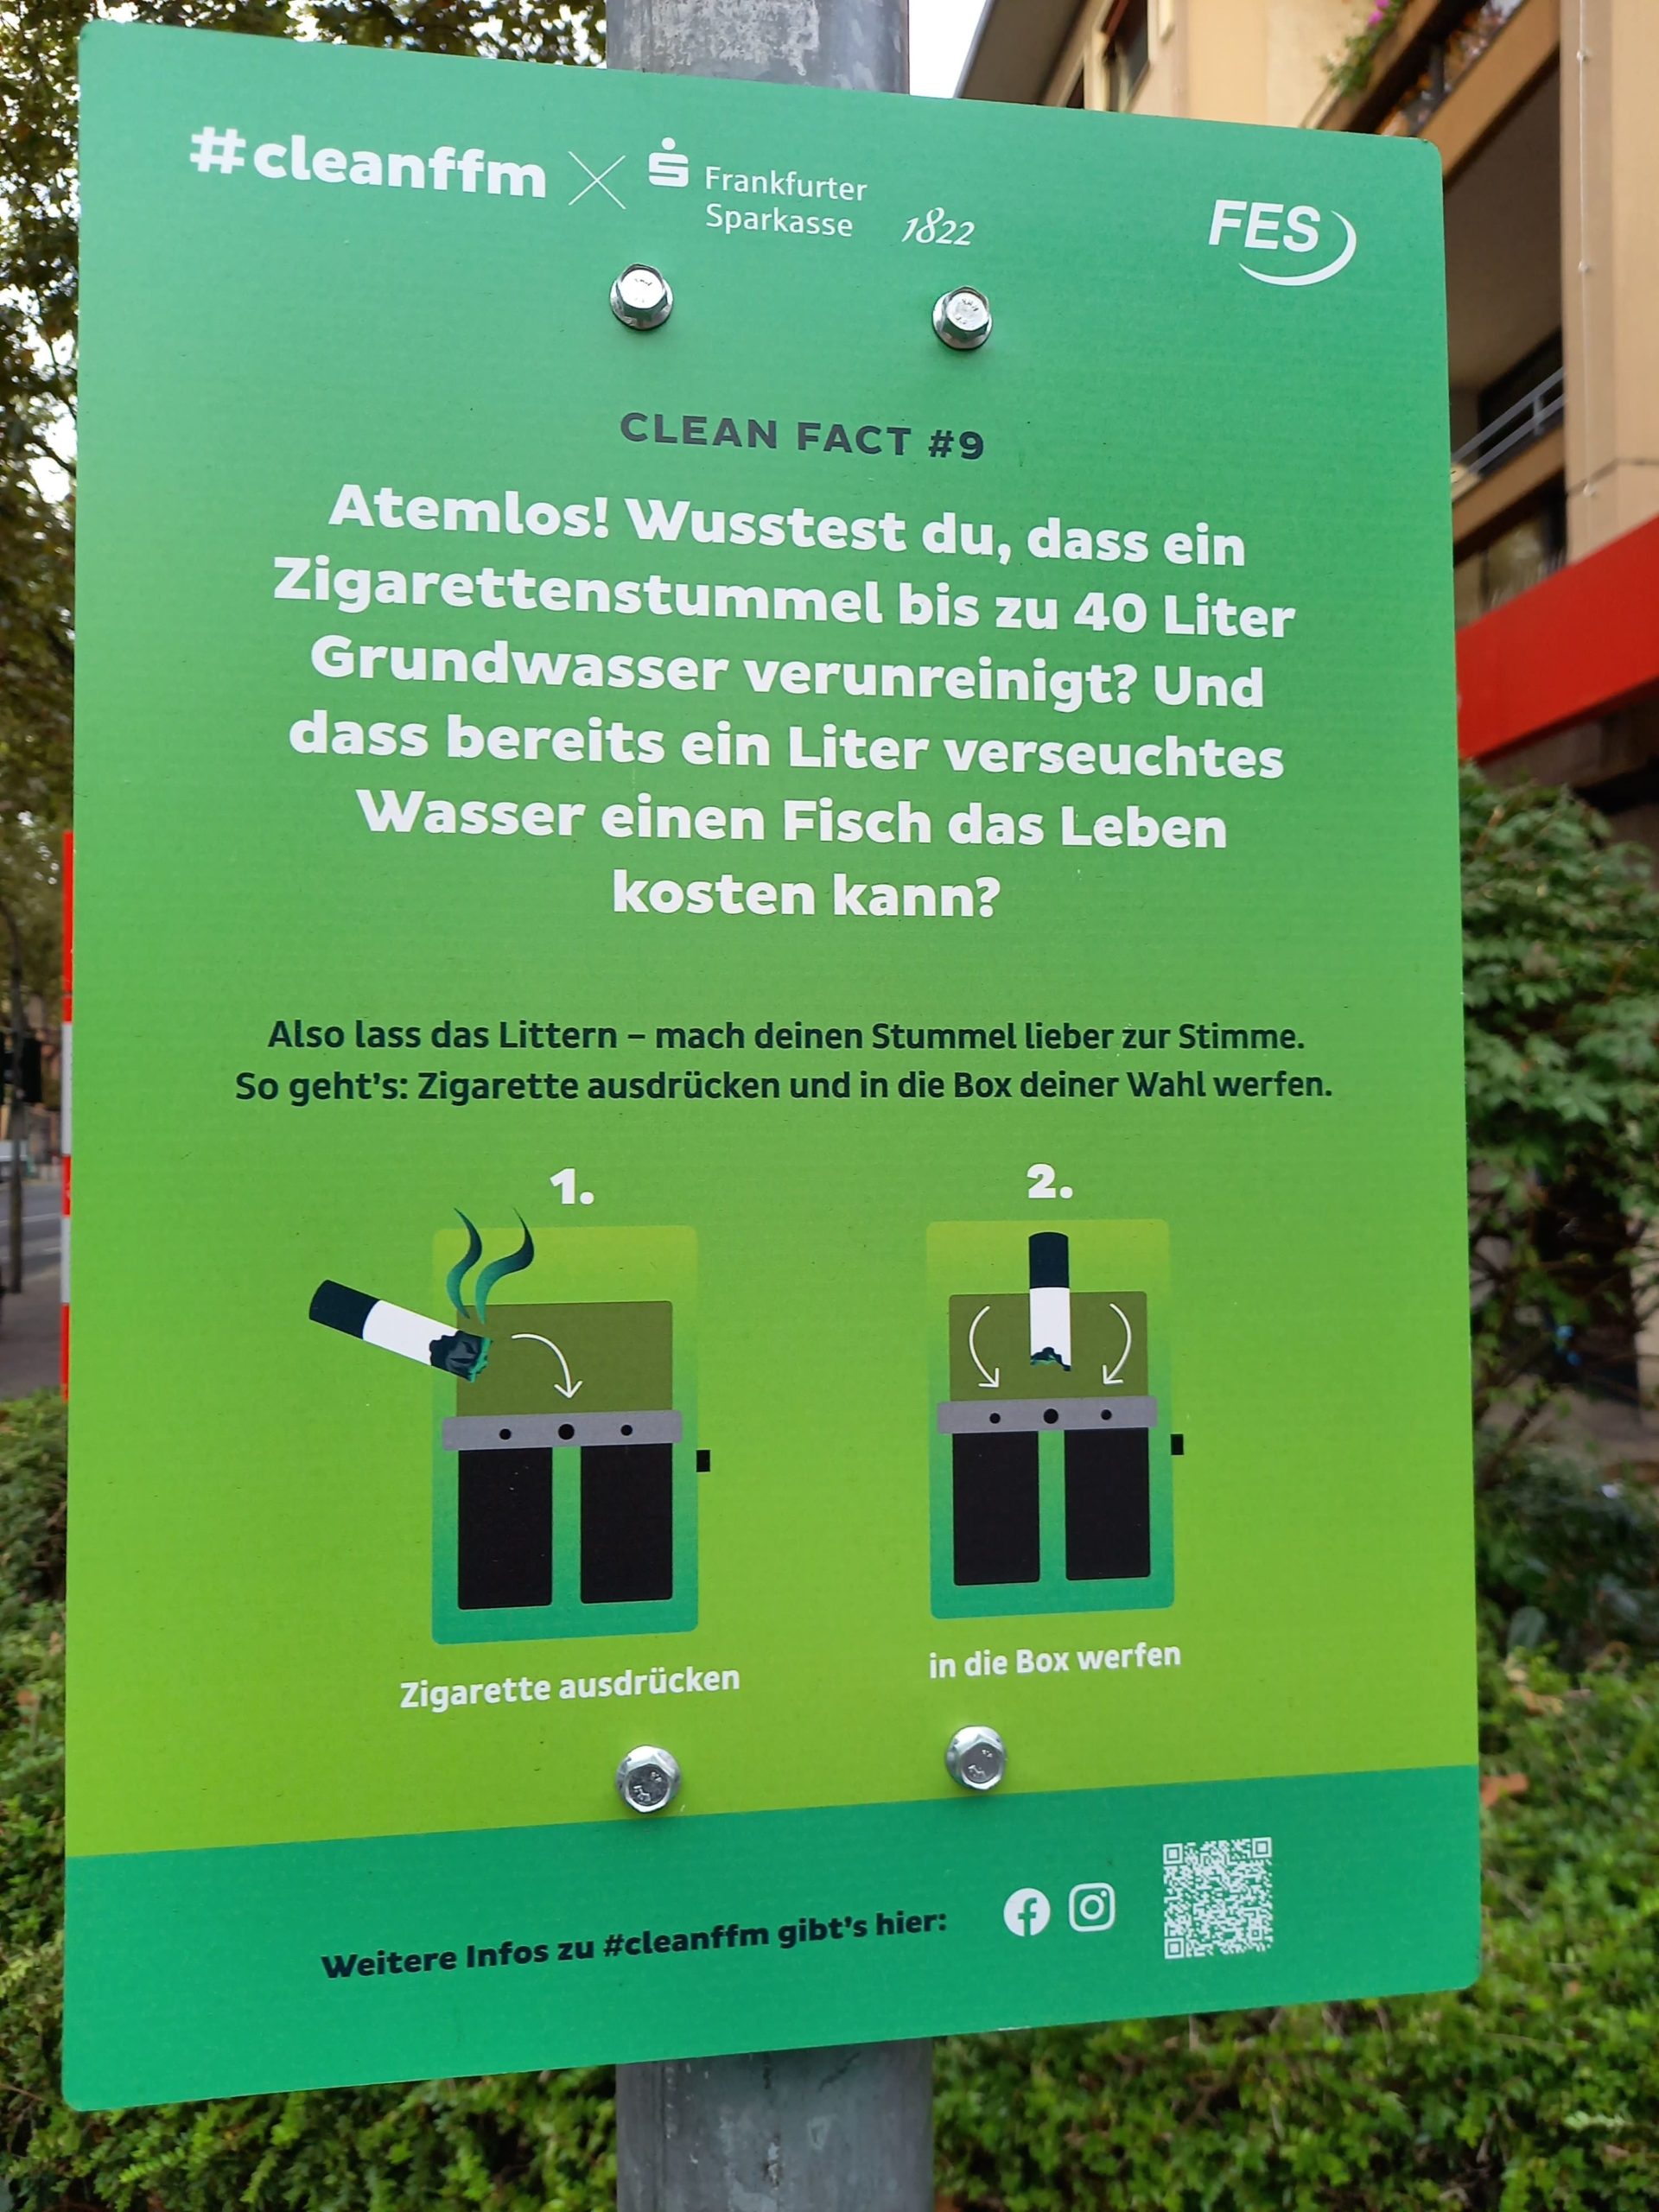 #cleanffm
Frankfurter
Sparkasse 1822
FES
CLEAN FACT #9
Atemlos! Wusstest du, dass ein
Zigarettenstummel bis zu 40 Liter
Grundwasser verunreinigt? Und
dass bereits ein Liter verseuchtes
Wasser einen Fisch das Leben
kosten kann?
Also lass das Littern – mach deinen Stummel lieber zur Stimme.
So geht's: Zigarette ausdrücken und in die Box deiner Wahl werfen.
1.
2.
Zigarette ausdrücken
in die Box werfen
Weitere Infos zu #cleanffm gibt's hier: